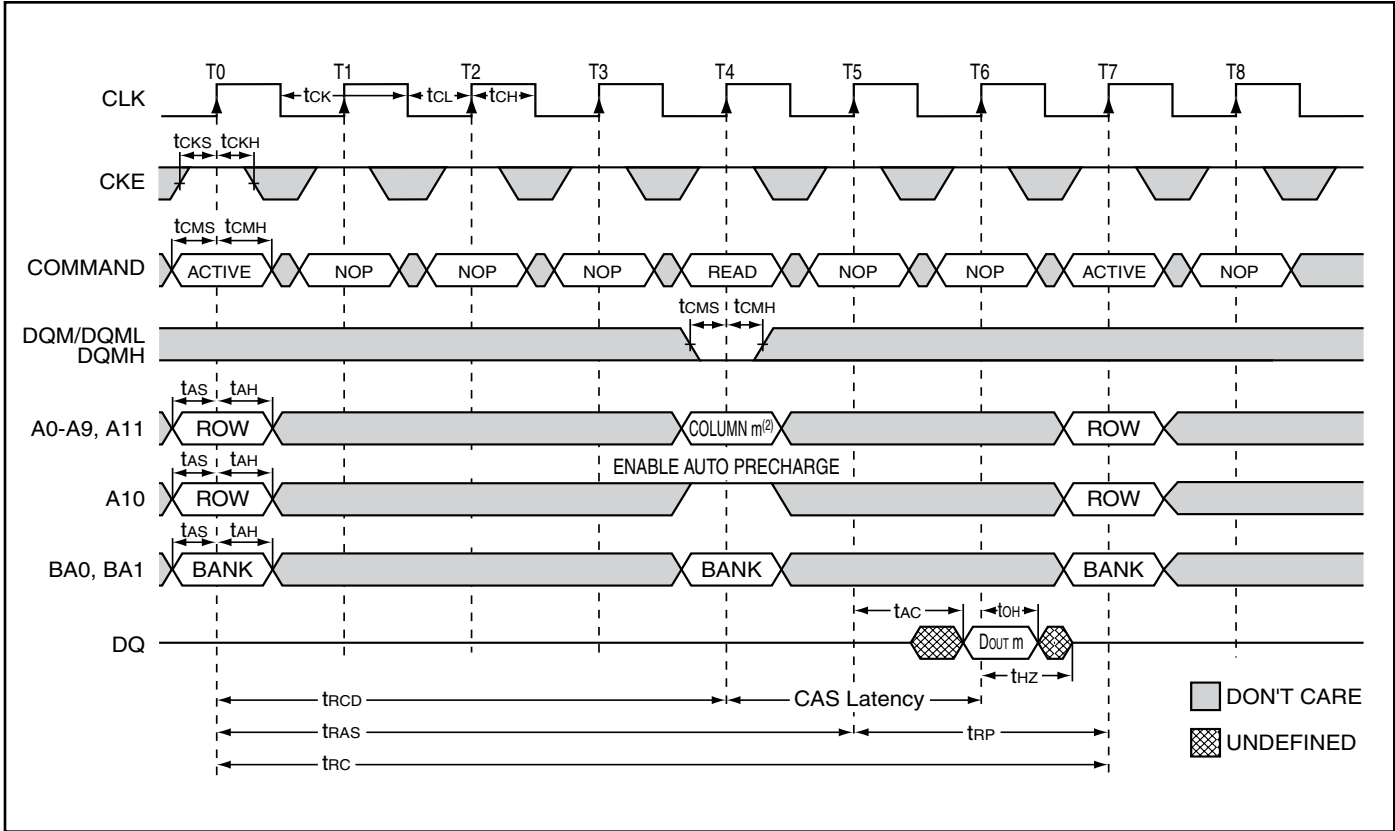 T0 T1 T2 T3 T4 T5 T6 T7 T8
CLK
tCK tCL tCH
tCKS tCKH
CKE
tCMS tCMH
COMMAND ACTIVE NOP NOP NOP READ NOP NOP ACTIVE NOP
tCMS tCMH
DQM/DQML
DQMH
tAS tAH
A0-A9, A11 ROW COLUMN m(2) ROW
tAS tAH ENABLE AUTO PRECHARGE
A10 ROW ROW
tAS tAH
BA0, BA1 BANK BANK BANK
tAC tOH
DQ DOUT m
tHZ
tRCD CAS Latency
DON'T CARE
tRAS tRP
UNDEFINED
tRC